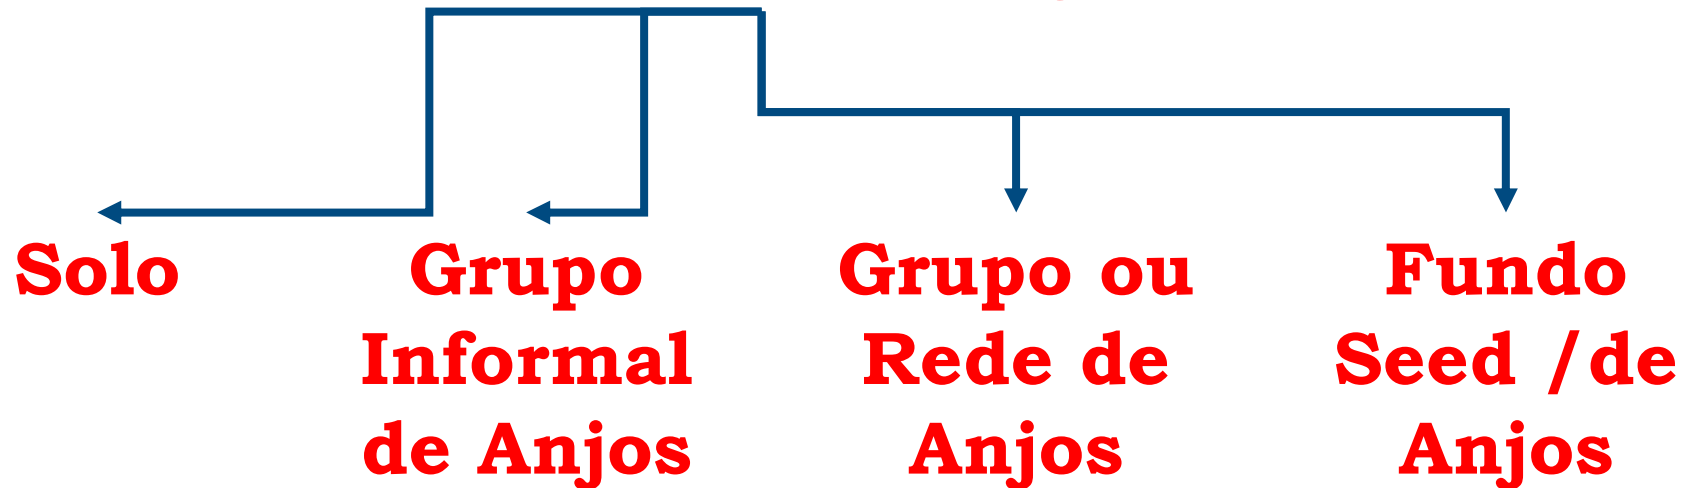 Solo
Grupo
Informal
de Anjos
Grupo ou
Rede de
Anjos
Fundo
Seed /de
Anjos